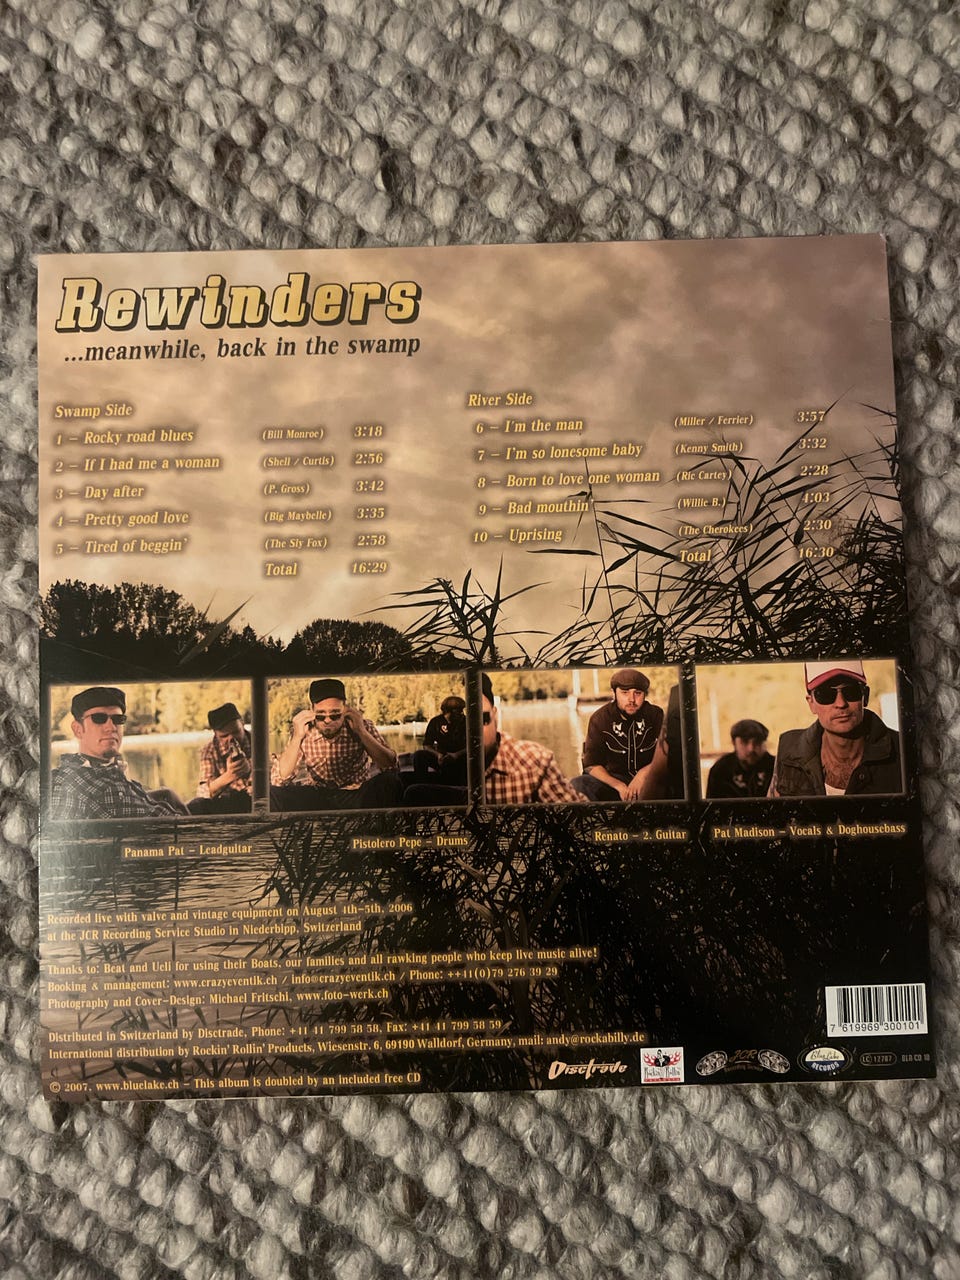 Rewinders
...meanwhile, back in the swamp
Swamp Side
1 – Rocky road blues (Bill Monroe) 3:18
2 – If I had me a woman (Shell / Curtis) 2:56
3 – Day after (P. Gross) 3:42
4 – Pretty good love (Big Maybelle) 3:35
5 – Tired of beggin' (The Sly Fox) 2:58
Total 16:29
River Side
6 – I'm the man (Miller / Ferrier) 3:57
7 – I'm so lonesome baby (Kenny Smith) 3:32
8 – Born to love one woman (Ric Cartey) 2:28
9 – Bad mouthin' (Willie B.) 4:03
10 – Uprising (The Cherokees) 2:30
Total 16:30
Panama Pat – Leadguitar
Pistolero Pepe – Drums
Renato – 2. Guitar
Pat Madison – Vocals & Doghousebass
Recorded live with valve and vintage equipment on August 4th-5th, 2006
at the JCR Recording Service Studio in Niederbipp, Switzerland
Thanks to: Beat and Ueli for using their Boats, our families and all rawking people who keep live music alive!
Booking & management: www.crazyeventik.ch / info@crazyeventik.ch / Phone: ++41(0)79 276 39 29
Photography and Cover-Design: Michael Fritschi, www.foto-werk.ch
Distributed in Switzerland by Disctrade, Phone: +41 41 799 58 58, Fax: +41 41 799 58 59
International distribution by Rockin' Rollin' Products, Wiesenstr. 6, 69190 Walldorf, Germany, mail: andy@rockabilly.de
© 2007, www.bluelake.ch – This album is doubled by an included free CD
7 619969 300101
Disctrade
Rockin' Rollin'
JCR
Blue Lake
RECORDS
LC 12787
BLR CD 10